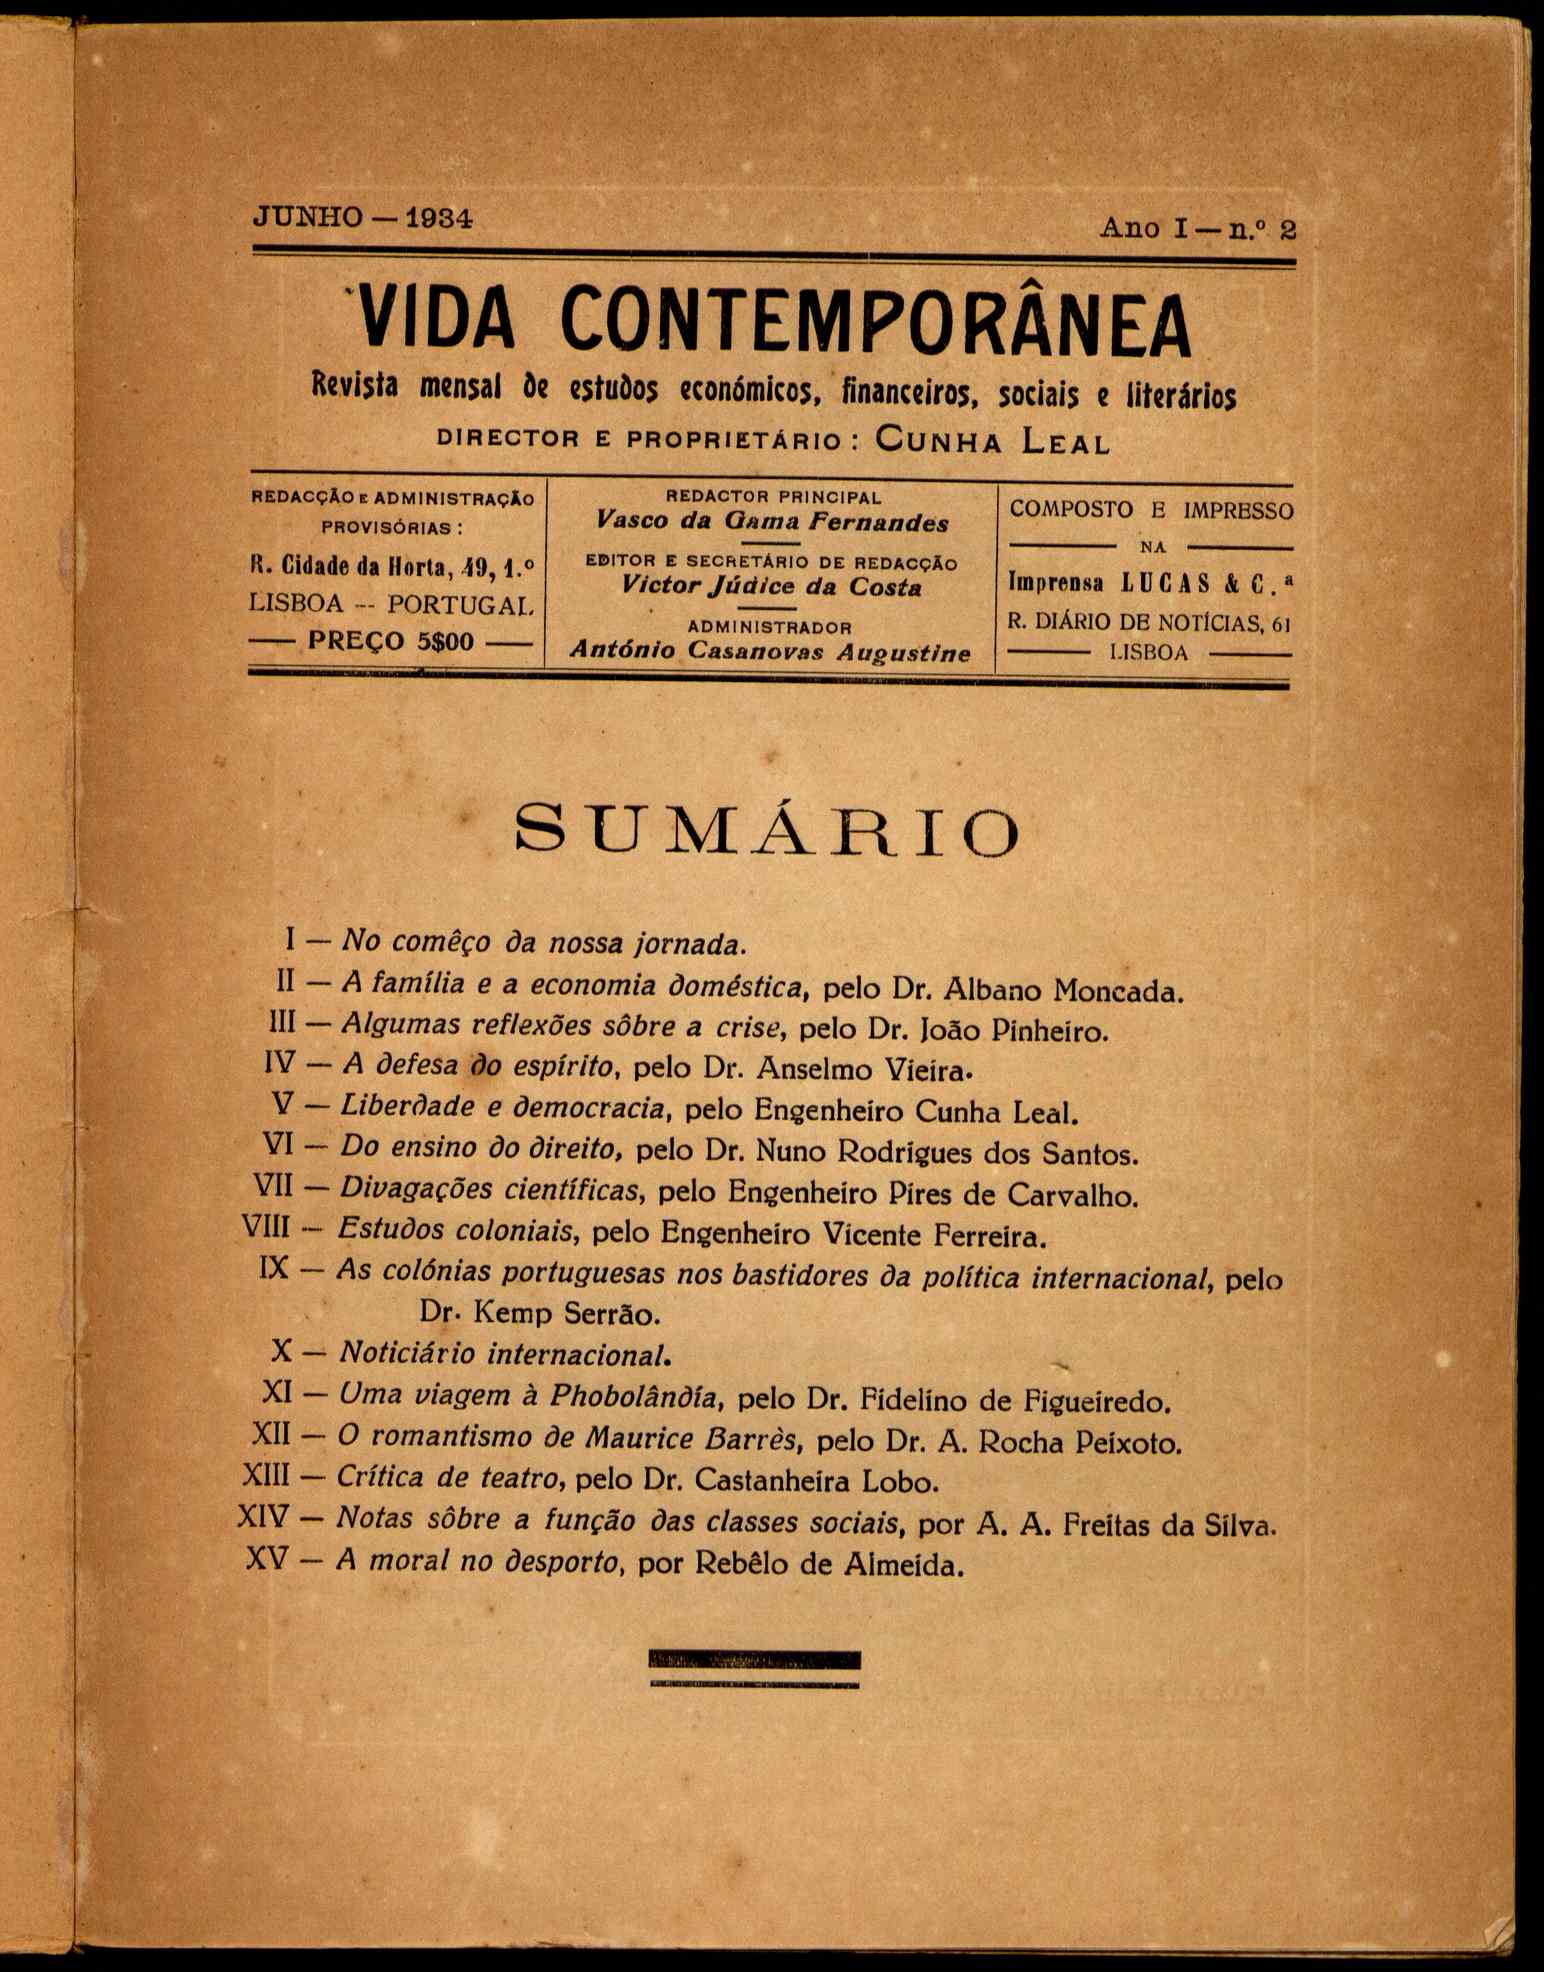 JUNHO — 1934
Ano I — n.º 2
VIDA CONTEMPORÂNEA
Revista mensal de estudos económicos, financeiros, sociais e literários
DIRECTOR E PROPRIETÁRIO: CUNHA LEAL
REDACÇÃO E ADMINISTRAÇÃO
PROVISÓRIAS:
R. Cidade da Horta, 49, 1.º
LISBOA — PORTUGAL
— PREÇO 5$00 —
REDACTOR PRINCIPAL
Vasco da Gama Fernandes
EDITOR E SECRETÁRIO DE REDACÇÃO
Victor Júdice da Costa
ADMINISTRADOR
António Casanovas Augustine
COMPOSTO E IMPRESSO
— NA —
Imprensa LUCAS & C.ª
R. DIÁRIO DE NOTÍCIAS, 61
— LISBOA —
SUMÁRIO
I — No comêço da nossa jornada.
II — A família e a economia doméstica, pelo Dr. Albano Moncada.
III — Algumas reflexões sôbre a crise, pelo Dr. João Pinheiro.
IV — A defesa do espírito, pelo Dr. Anselmo Vieira.
V — Liberdade e democracia, pelo Engenheiro Cunha Leal.
VI — Do ensino do direito, pelo Dr. Nuno Rodrigues dos Santos.
VII — Divagações científicas, pelo Engenheiro Pires de Carvalho.
VIII — Estudos coloniais, pelo Engenheiro Vicente Ferreira.
IX — As colónias portuguesas nos bastidores da política internacional, pelo
Dr. Kemp Serrão.
X — Noticiário internacional.
XI — Uma viagem à Phobolândia, pelo Dr. Fidelino de Figueiredo.
XII — O romantismo de Maurice Barrès, pelo Dr. A. Rocha Peixoto.
XIII — Crítica de teatro, pelo Dr. Castanheira Lobo.
XIV — Notas sôbre a função das classes sociais, por A. A. Freitas da Silva.
XV — A moral no desporto, por Rebêlo de Almeida.